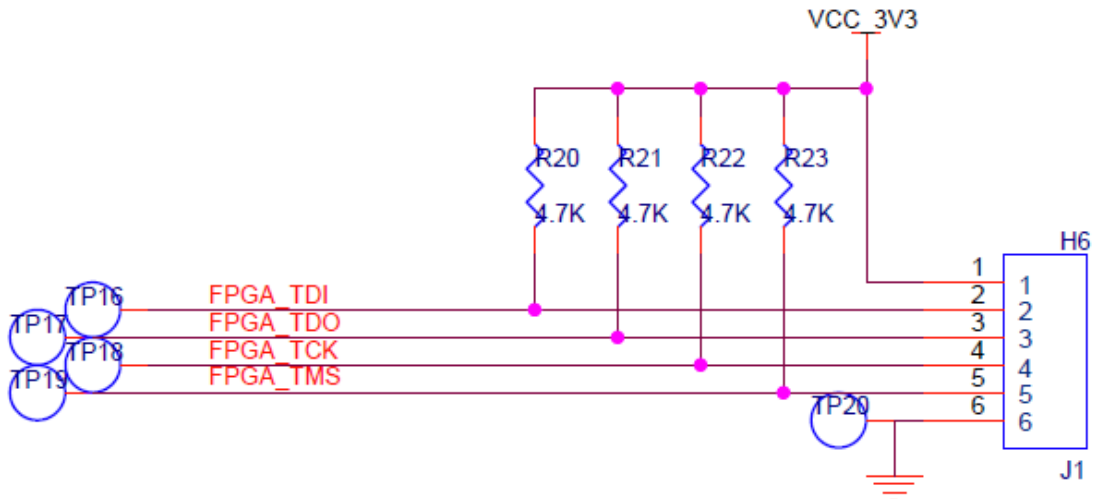 VCC_3V3
R20 R21 R22 R23
4.7K 4.7K 4.7K 4.7K
H6
1 1
TP16 FPGA_TDI 2 2
TP17 FPGA_TDO 3 3
TP18 FPGA_TCK 4 4
TP19 FPGA_TMS 5 5
TP20 6 6
J1